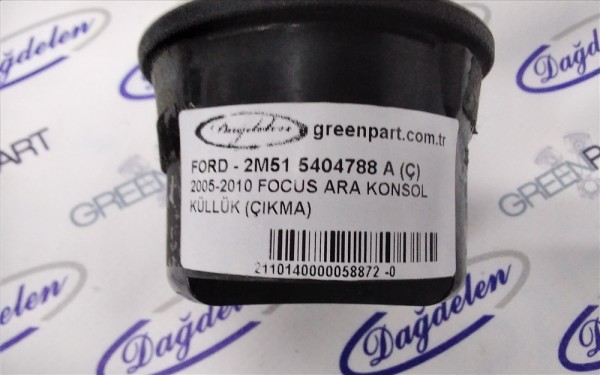 Dağdelen
Dağdelen
PART
GREENPART
Dağdelen greenpart.com.tr
FORD - 2M51 5404788 A (Ç)
2005-2010 FOCUS ARA KONSOL
KÜLLÜK (ÇIKMA)
2110140000058872 -0
GREEN
Dağdelen
Dağdelen